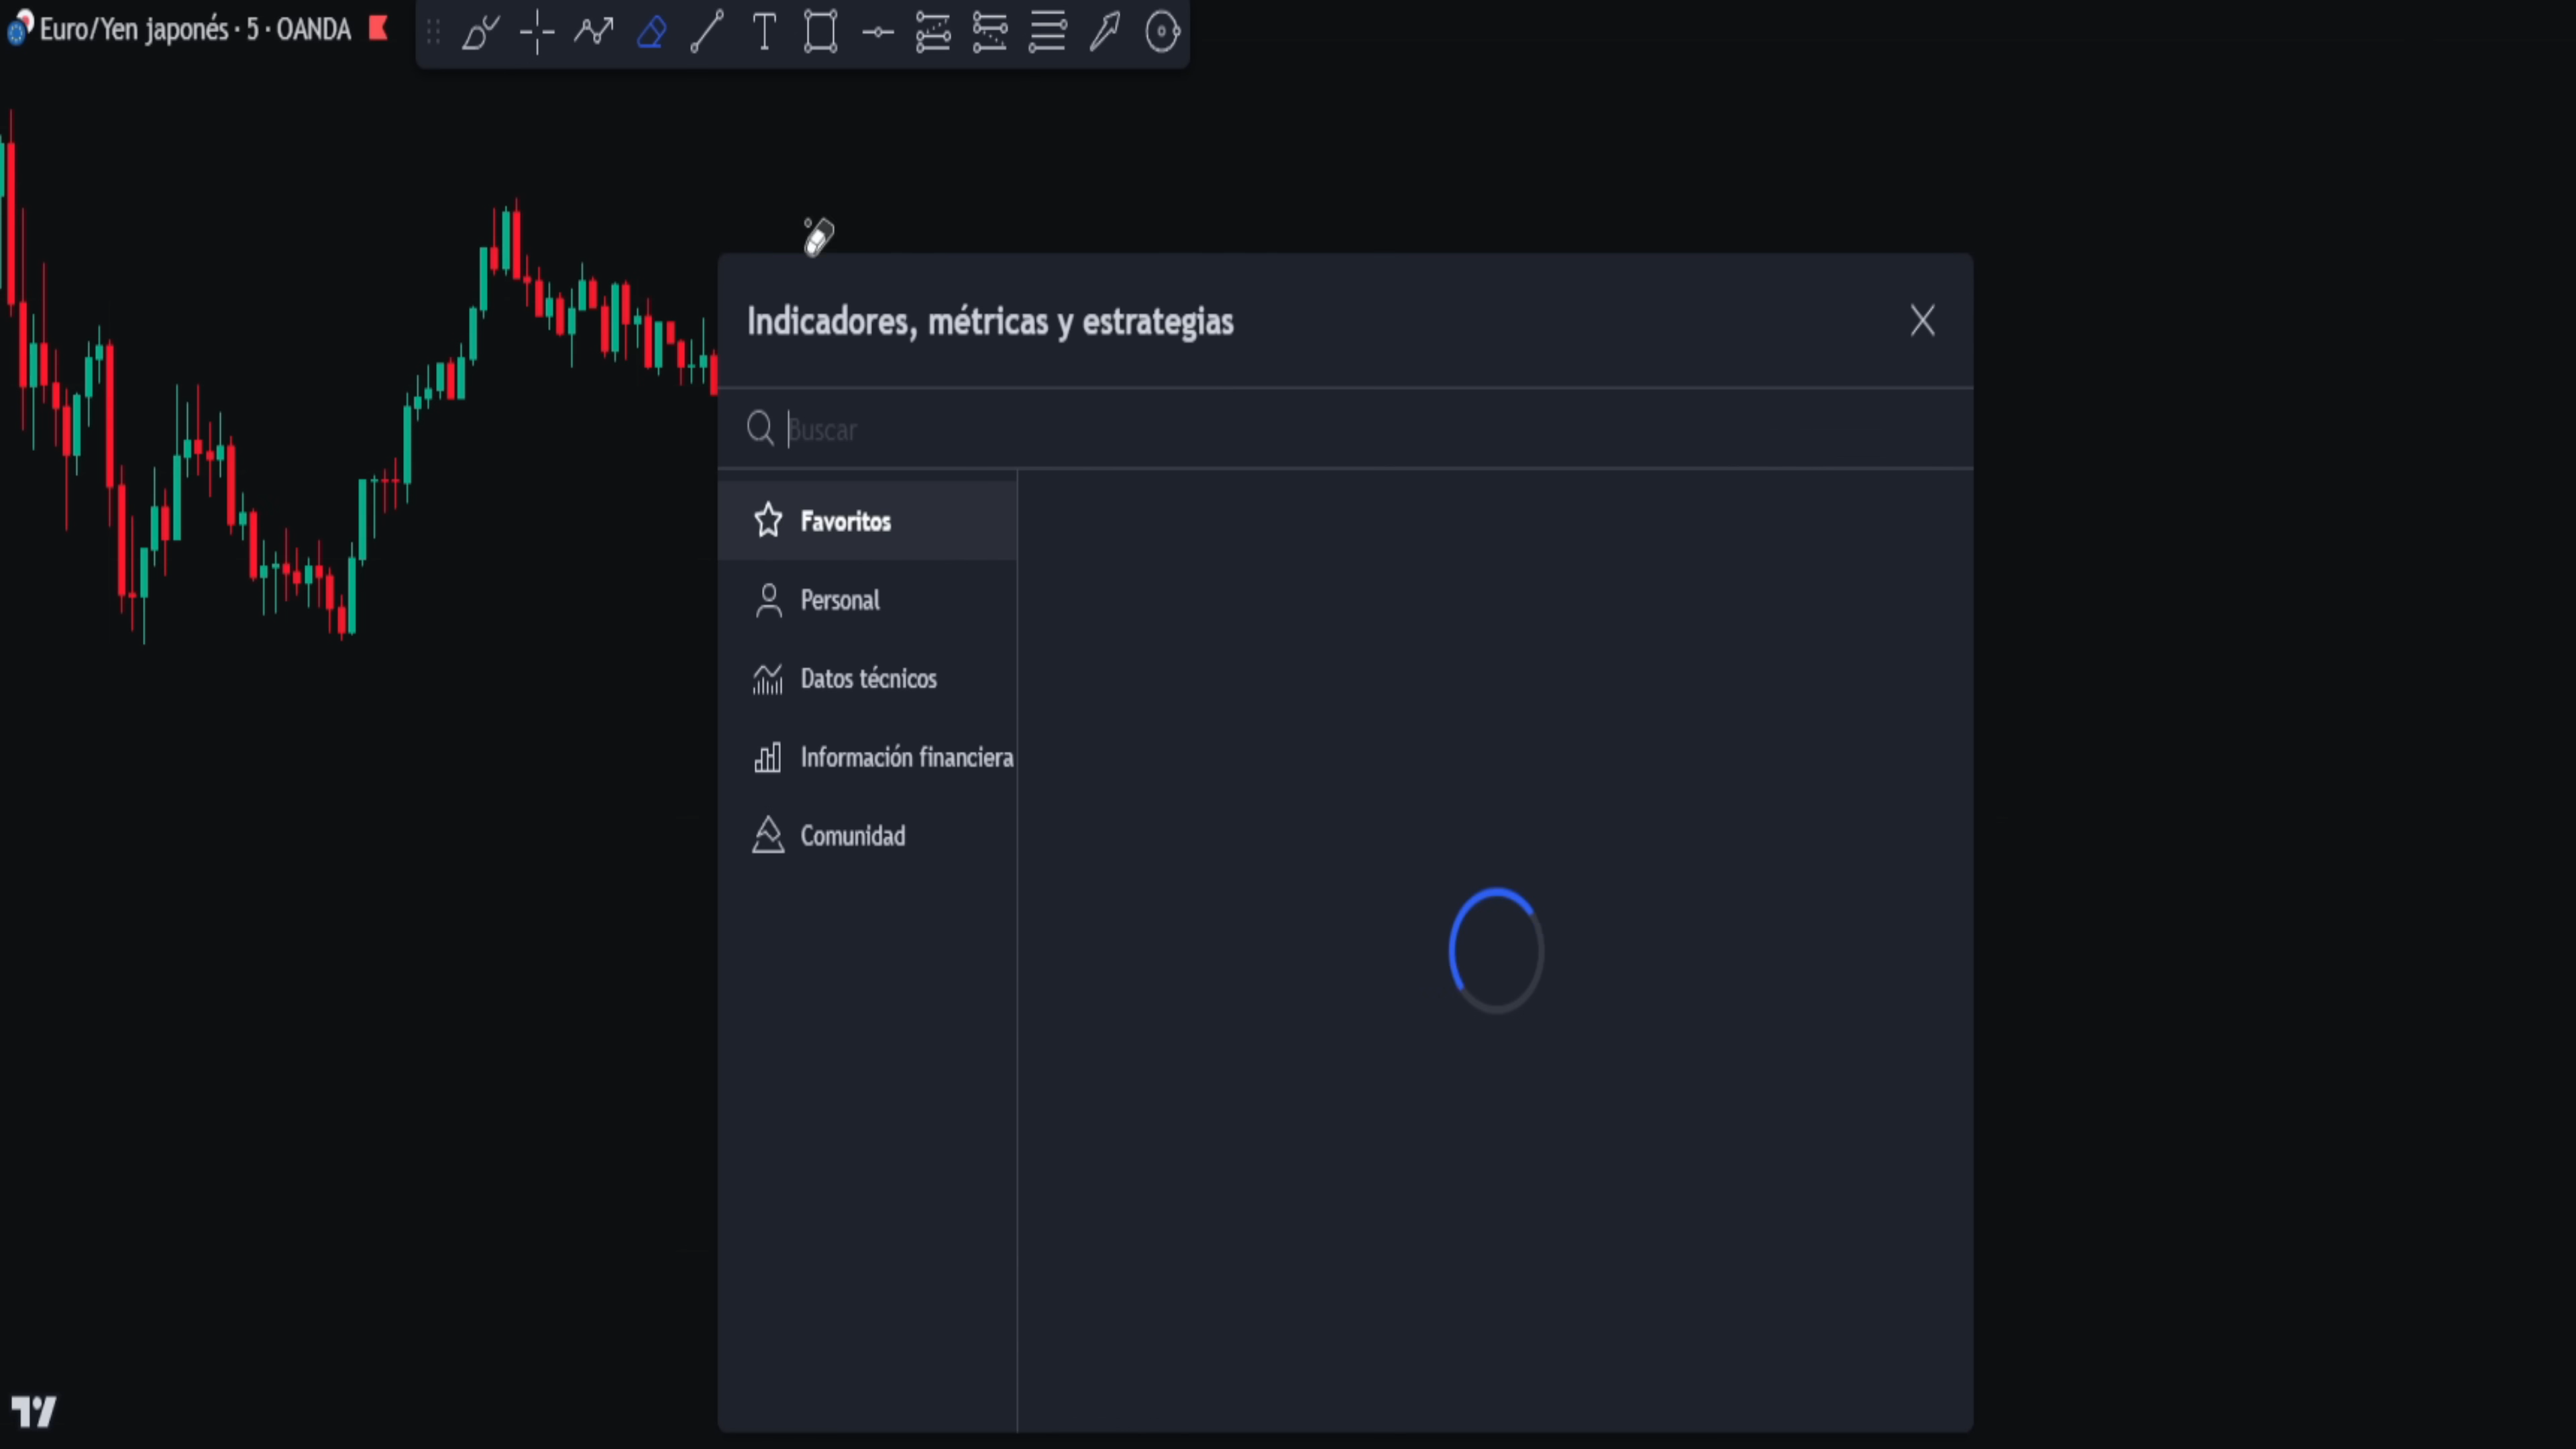 Euro/Yen japonés · 5 · OANDA
Indicadores, métricas y estrategias
Buscar
Favoritos
Personal
Datos técnicos
Información financiera
Comunidad